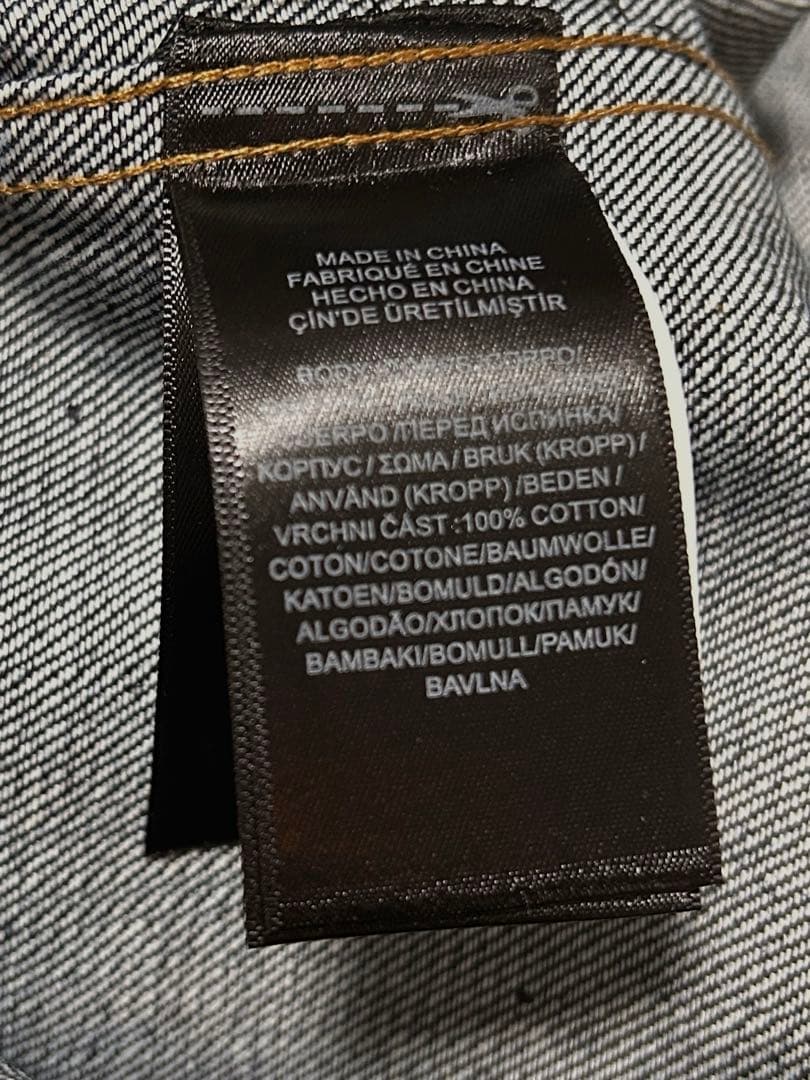 MADE IN CHINA
FABRIQUÉ EN CHINE
HECHO EN CHINA
ÇİN'DE ÜRETİLMİŞTİR
BODY
CUERPO/ПЕРЕД ИСПИНКА/
КОРПУС/ΣΩΜΑ/BRUK (KROPP)/
ANVÄND (KROPP)/BEDEN/
VRCHNI ČÁST:100% COTTON/
COTON/COTONE/BAUMWOLLE/
KATOEN/BOMULD/ALGODÓN/
ALGODÃO/ХЛОПОК/ПАМУК/
BAMBAKI/BOMULL/PAMUK/
BAVLNA